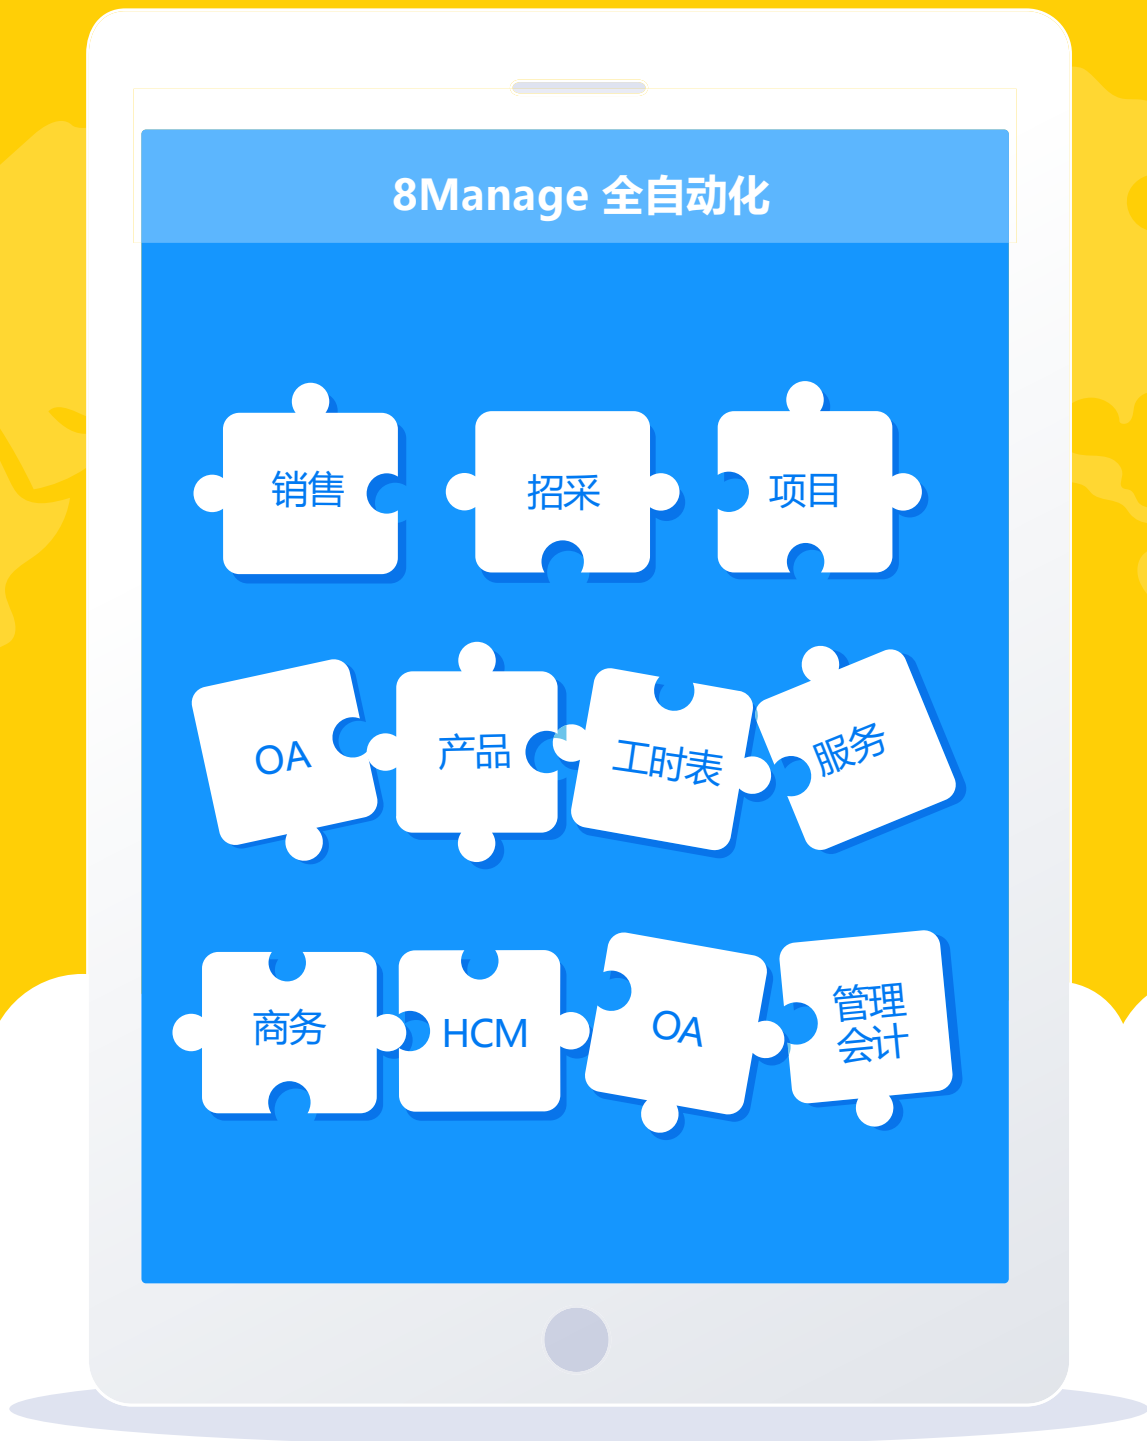 8Manage 全自动化
销售
招采
项目
OA
产品
工时表
服务
商务
HCM
OA
管理
会计